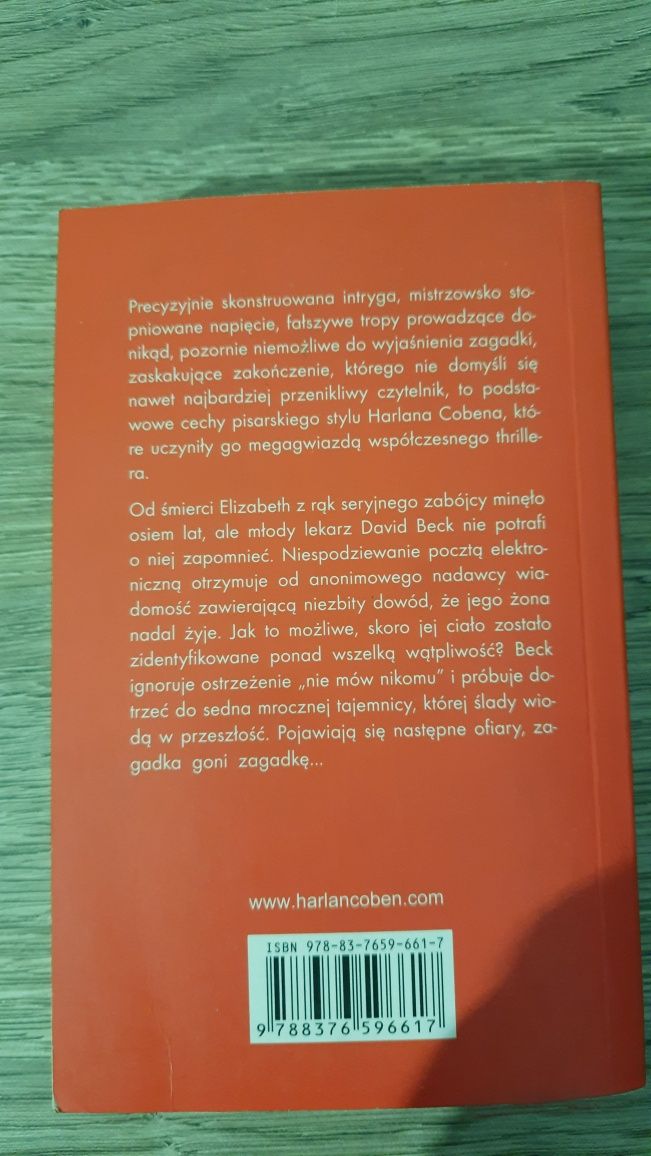 Precyzyjnie skonstruowana intryga, mistrzowsko sto-
pniowane napięcie, fałszywe tropy prowadzące do-
nikąd, pozornie niemożliwe do wyjaśnienia zagadki,
zaskakujące zakończenie, którego nie domyśli się
nawet najbardziej przenikliwy czytelnik, to podsta-
wowe cechy pisarskiego stylu Harlana Cobena, któ-
re uczyniły go megagwiazdą współczesnego thrille-
ra.
Od śmierci Elizabeth z rąk seryjnego zabójcy minęło
osiem lat, ale młody lekarz David Beck nie potrafi
o niej zapomnieć. Niespodziewanie pocztą elektro-
niczną otrzymuje od anonimowego nadawcy wia-
domość zawierającą niezbity dowód, że jego żona
nadal żyje. Jak to możliwe, skoro jej ciało zostało
zidentyfikowane ponad wszelką wątpliwość? Beck
ignoruje ostrzeżenie „nie mów nikomu” i próbuje do-
trzeć do sedna mrocznej tajemnicy, której ślady wio-
dą w przeszłość. Pojawiają się następne ofiary, za-
gadka goni zagadkę...
www.harlancoben.com
ISBN 978-83-7659-661-7
9 788376 596617